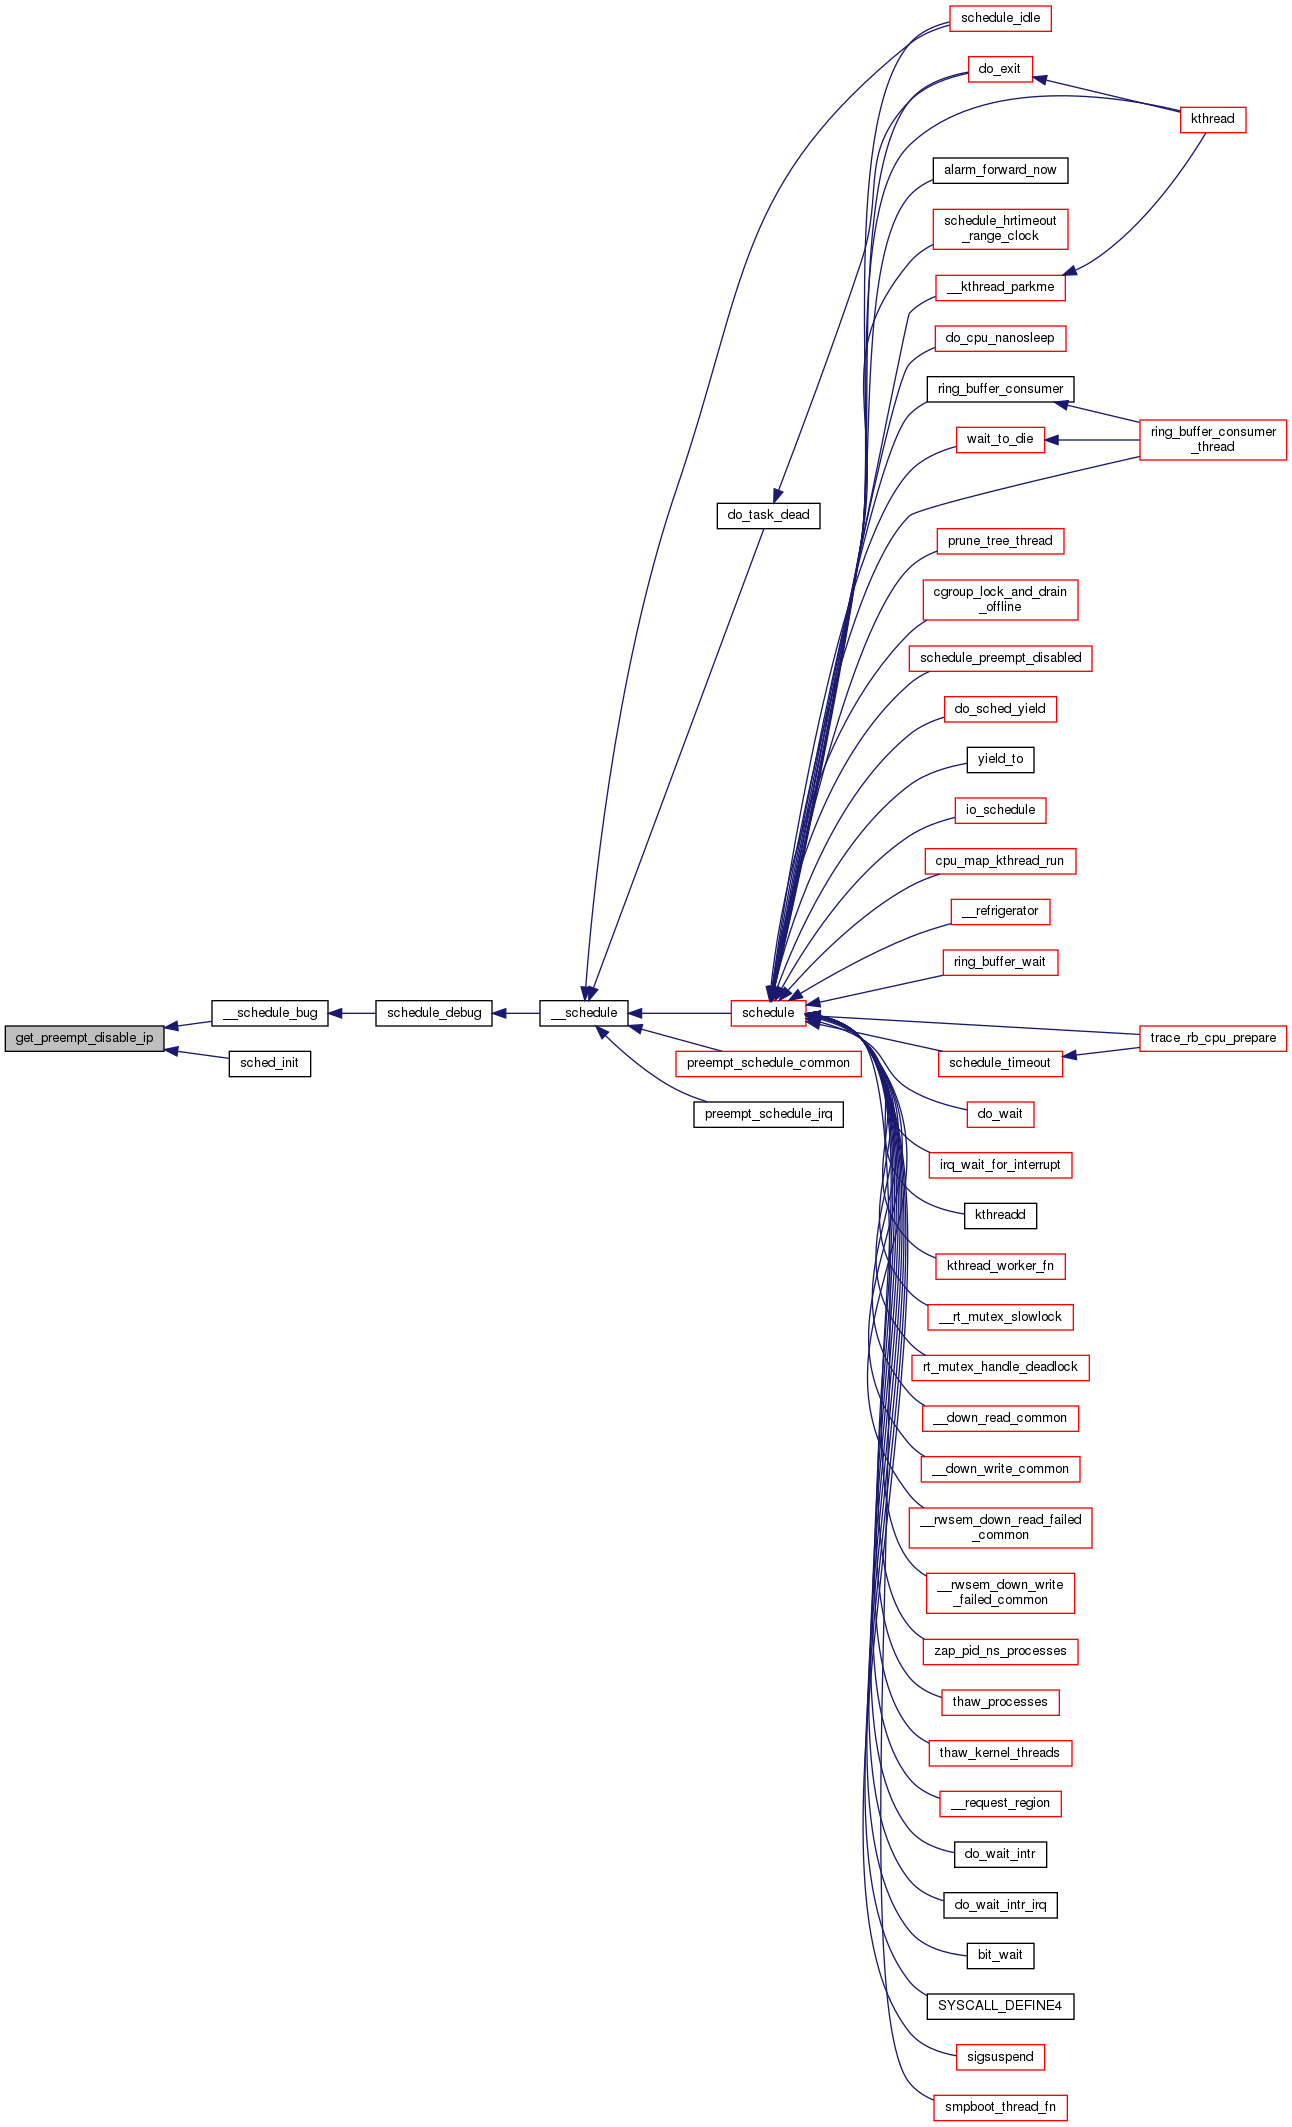 schedule_idle
do_exit
kthread
alarm_forward_now
schedule_hrtimeout
_range_clock
__kthread_parkme
do_cpu_nanosleep
ring_buffer_consumer
wait_to_die
ring_buffer_consumer
_thread
do_task_dead
prune_tree_thread
cgroup_lock_and_drain
_offline
schedule_preempt_disabled
do_sched_yield
yield_to
io_schedule
cpu_map_kthread_run
__refrigerator
ring_buffer_wait
__schedule_bug
schedule_debug
__schedule
schedule
get_preempt_disable_ip
trace_rb_cpu_prepare
sched_init
preempt_schedule_common
schedule_timeout
preempt_schedule_irq
do_wait
irq_wait_for_interrupt
kthreadd
kthread_worker_fn
__rt_mutex_slowlock
rt_mutex_handle_deadlock
__down_read_common
__down_write_common
__rwsem_down_read_failed
_common
__rwsem_down_write
_failed_common
zap_pid_ns_processes
thaw_processes
thaw_kernel_threads
__request_region
do_wait_intr
do_wait_intr_irq
bit_wait
SYSCALL_DEFINE4
sigsuspend
smpboot_thread_fn